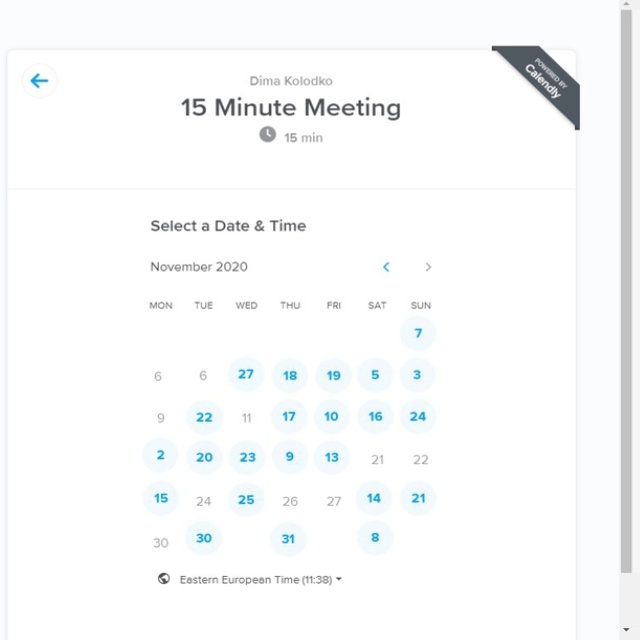 POWERED BY
Calendly
Dima Kolodko
15 Minute Meeting
15 min
Select a Date & Time
November 2020
MON TUE WED THU FRI SAT SUN
7
6 6 27 18 19 5 3
9 22 11 17 10 16 24
2 20 23 9 13 21 22
15 24 25 26 27 14 21
30 30 31 8
Eastern European Time (11:38)